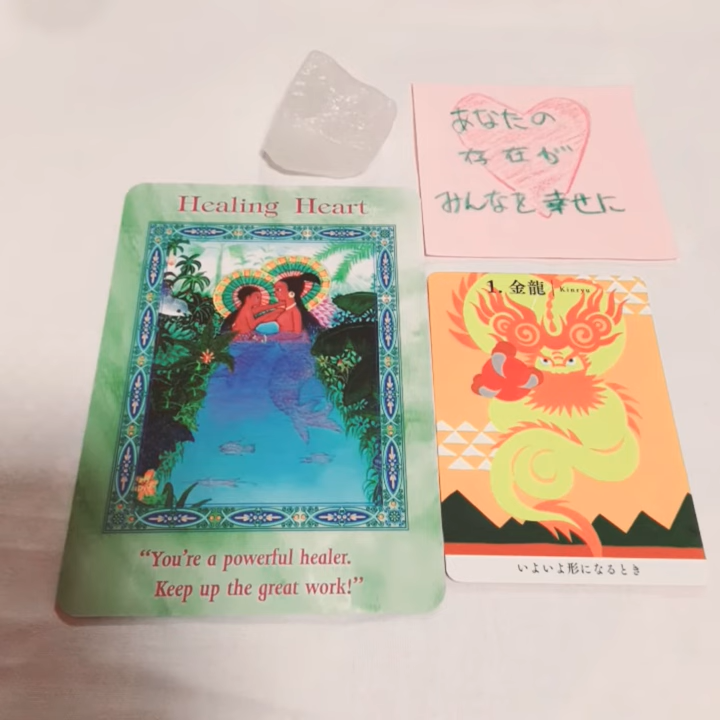 Healing Heart
“You’re a powerful healer.
Keep up the great work!”
あなたの
存在が
みんなを幸せに
1. 金龍 | Kinryu
いよいよ形になるとき